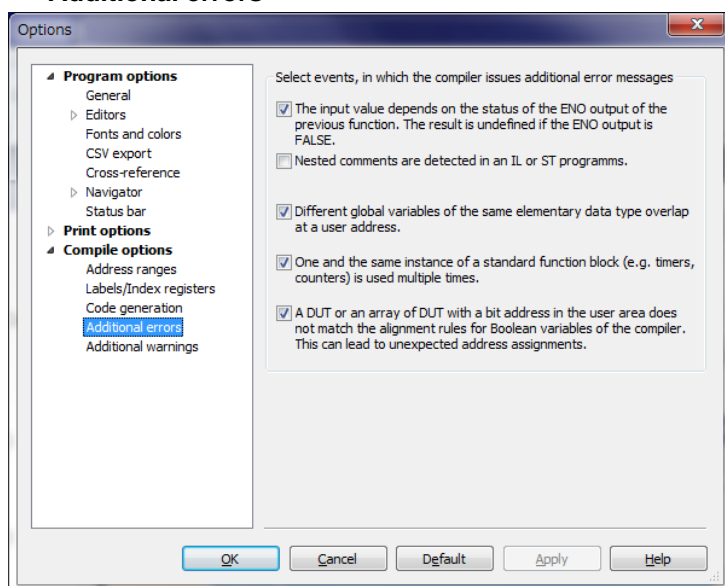 Additional errors
Options
Program options
General
Editors
Fonts and colors
CSV export
Cross-reference
Navigator
Status bar
Print options
Compile options
Address ranges
Labels/Index registers
Code generation
Additional errors
Additional warnings
Select events, in which the compiler issues additional error messages
The input value depends on the status of the ENO output of the
previous function. The result is undefined if the ENO output is
FALSE.
Nested comments are detected in an IL or ST programms.
Different global variables of the same elementary data type overlap
at a user address.
One and the same instance of a standard function block (e.g. timers,
counters) is used multiple times.
A DUT or an array of DUT with a bit address in the user area does
not match the alignment rules for Boolean variables of the compiler.
This can lead to unexpected address assignments.
OK
Cancel
Default
Apply
Help